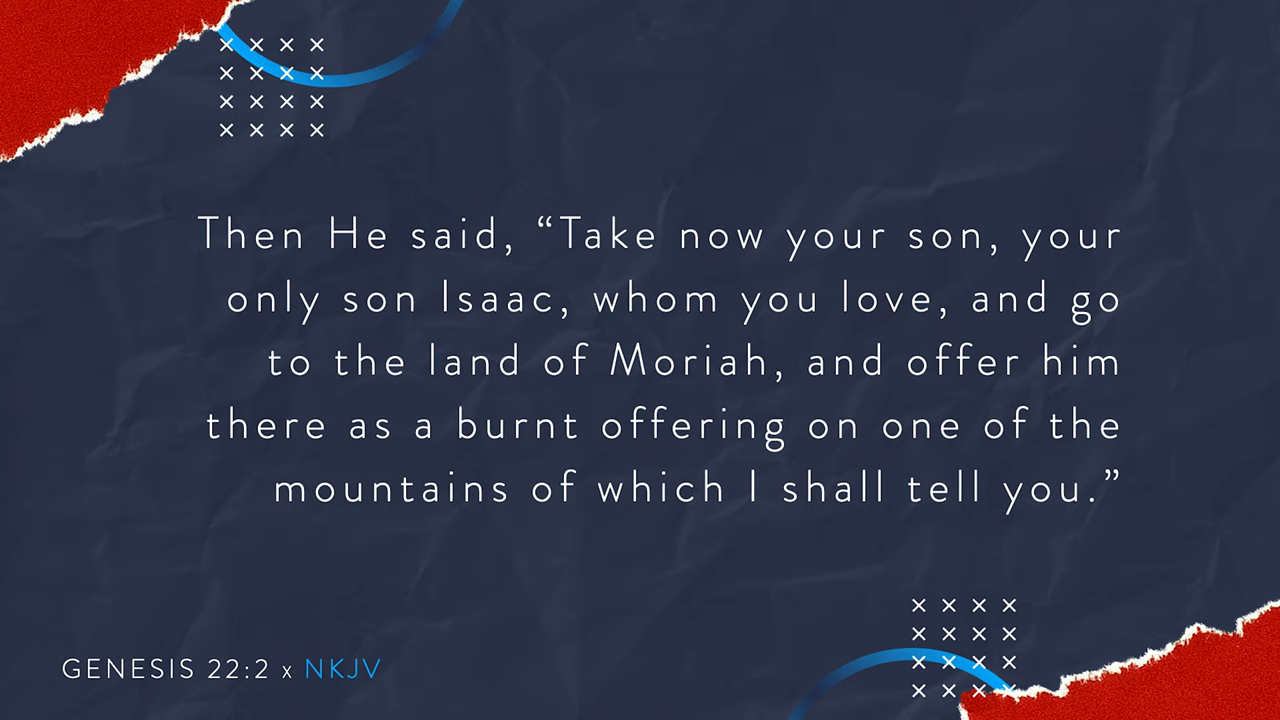 Then He said, “Take now your son, your
only son Isaac, whom you love, and go
to the land of Moriah, and offer him
there as a burnt offering on one of the
mountains of which I shall tell you.”
GENESIS 22:2 x NKJV